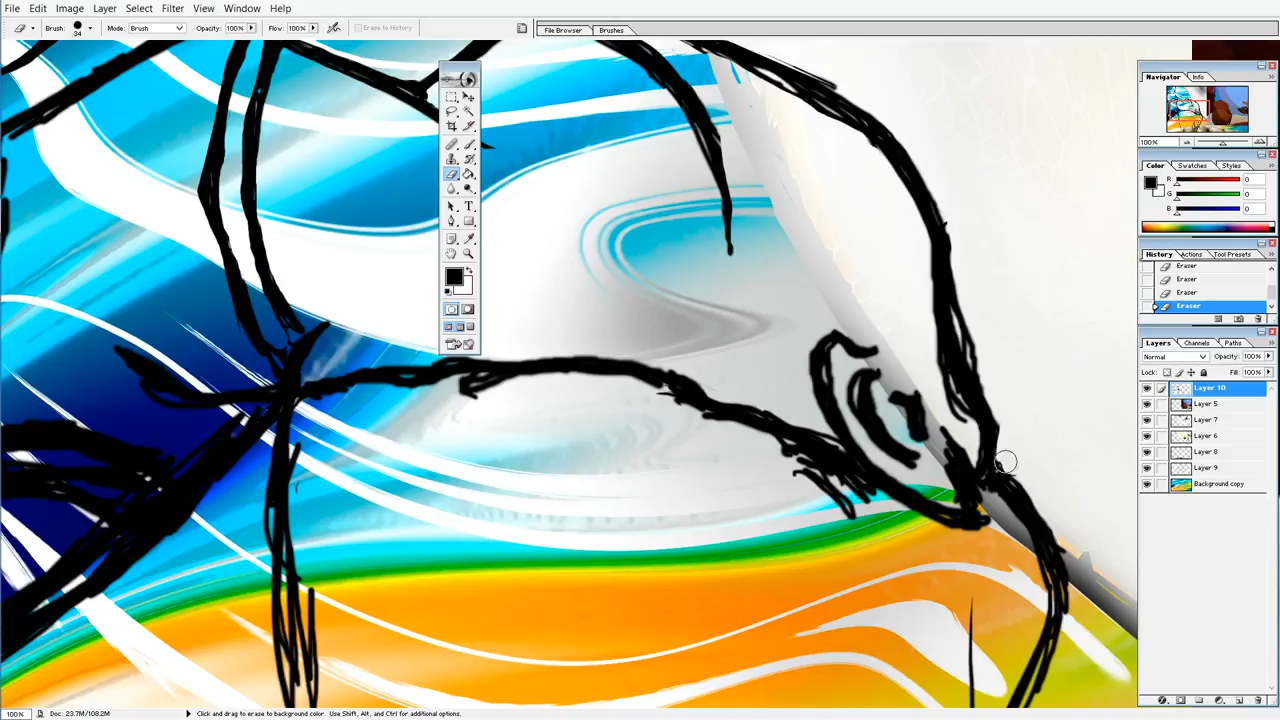 File Edit Image Layer Select Filter View Window Help
Brush: 34 Mode: Brush Opacity: 100% Flow: 100% Erase to History File Browser Brushes
Navigator Info
100%
Color Swatches Styles
R 0
G 0
B 0
History Actions Tool Presets
Eraser
Eraser
Eraser
Eraser
Layers Channels Paths
Normal Opacity: 100%
Lock: Fill: 100%
Layer 10
Layer 5
Layer 7
Layer 6
Layer 8
Layer 9
Background copy
100% Doc: 23.7M/108.2M Click and drag to erase to background color. Use Shift, Alt, and Ctrl for additional options.